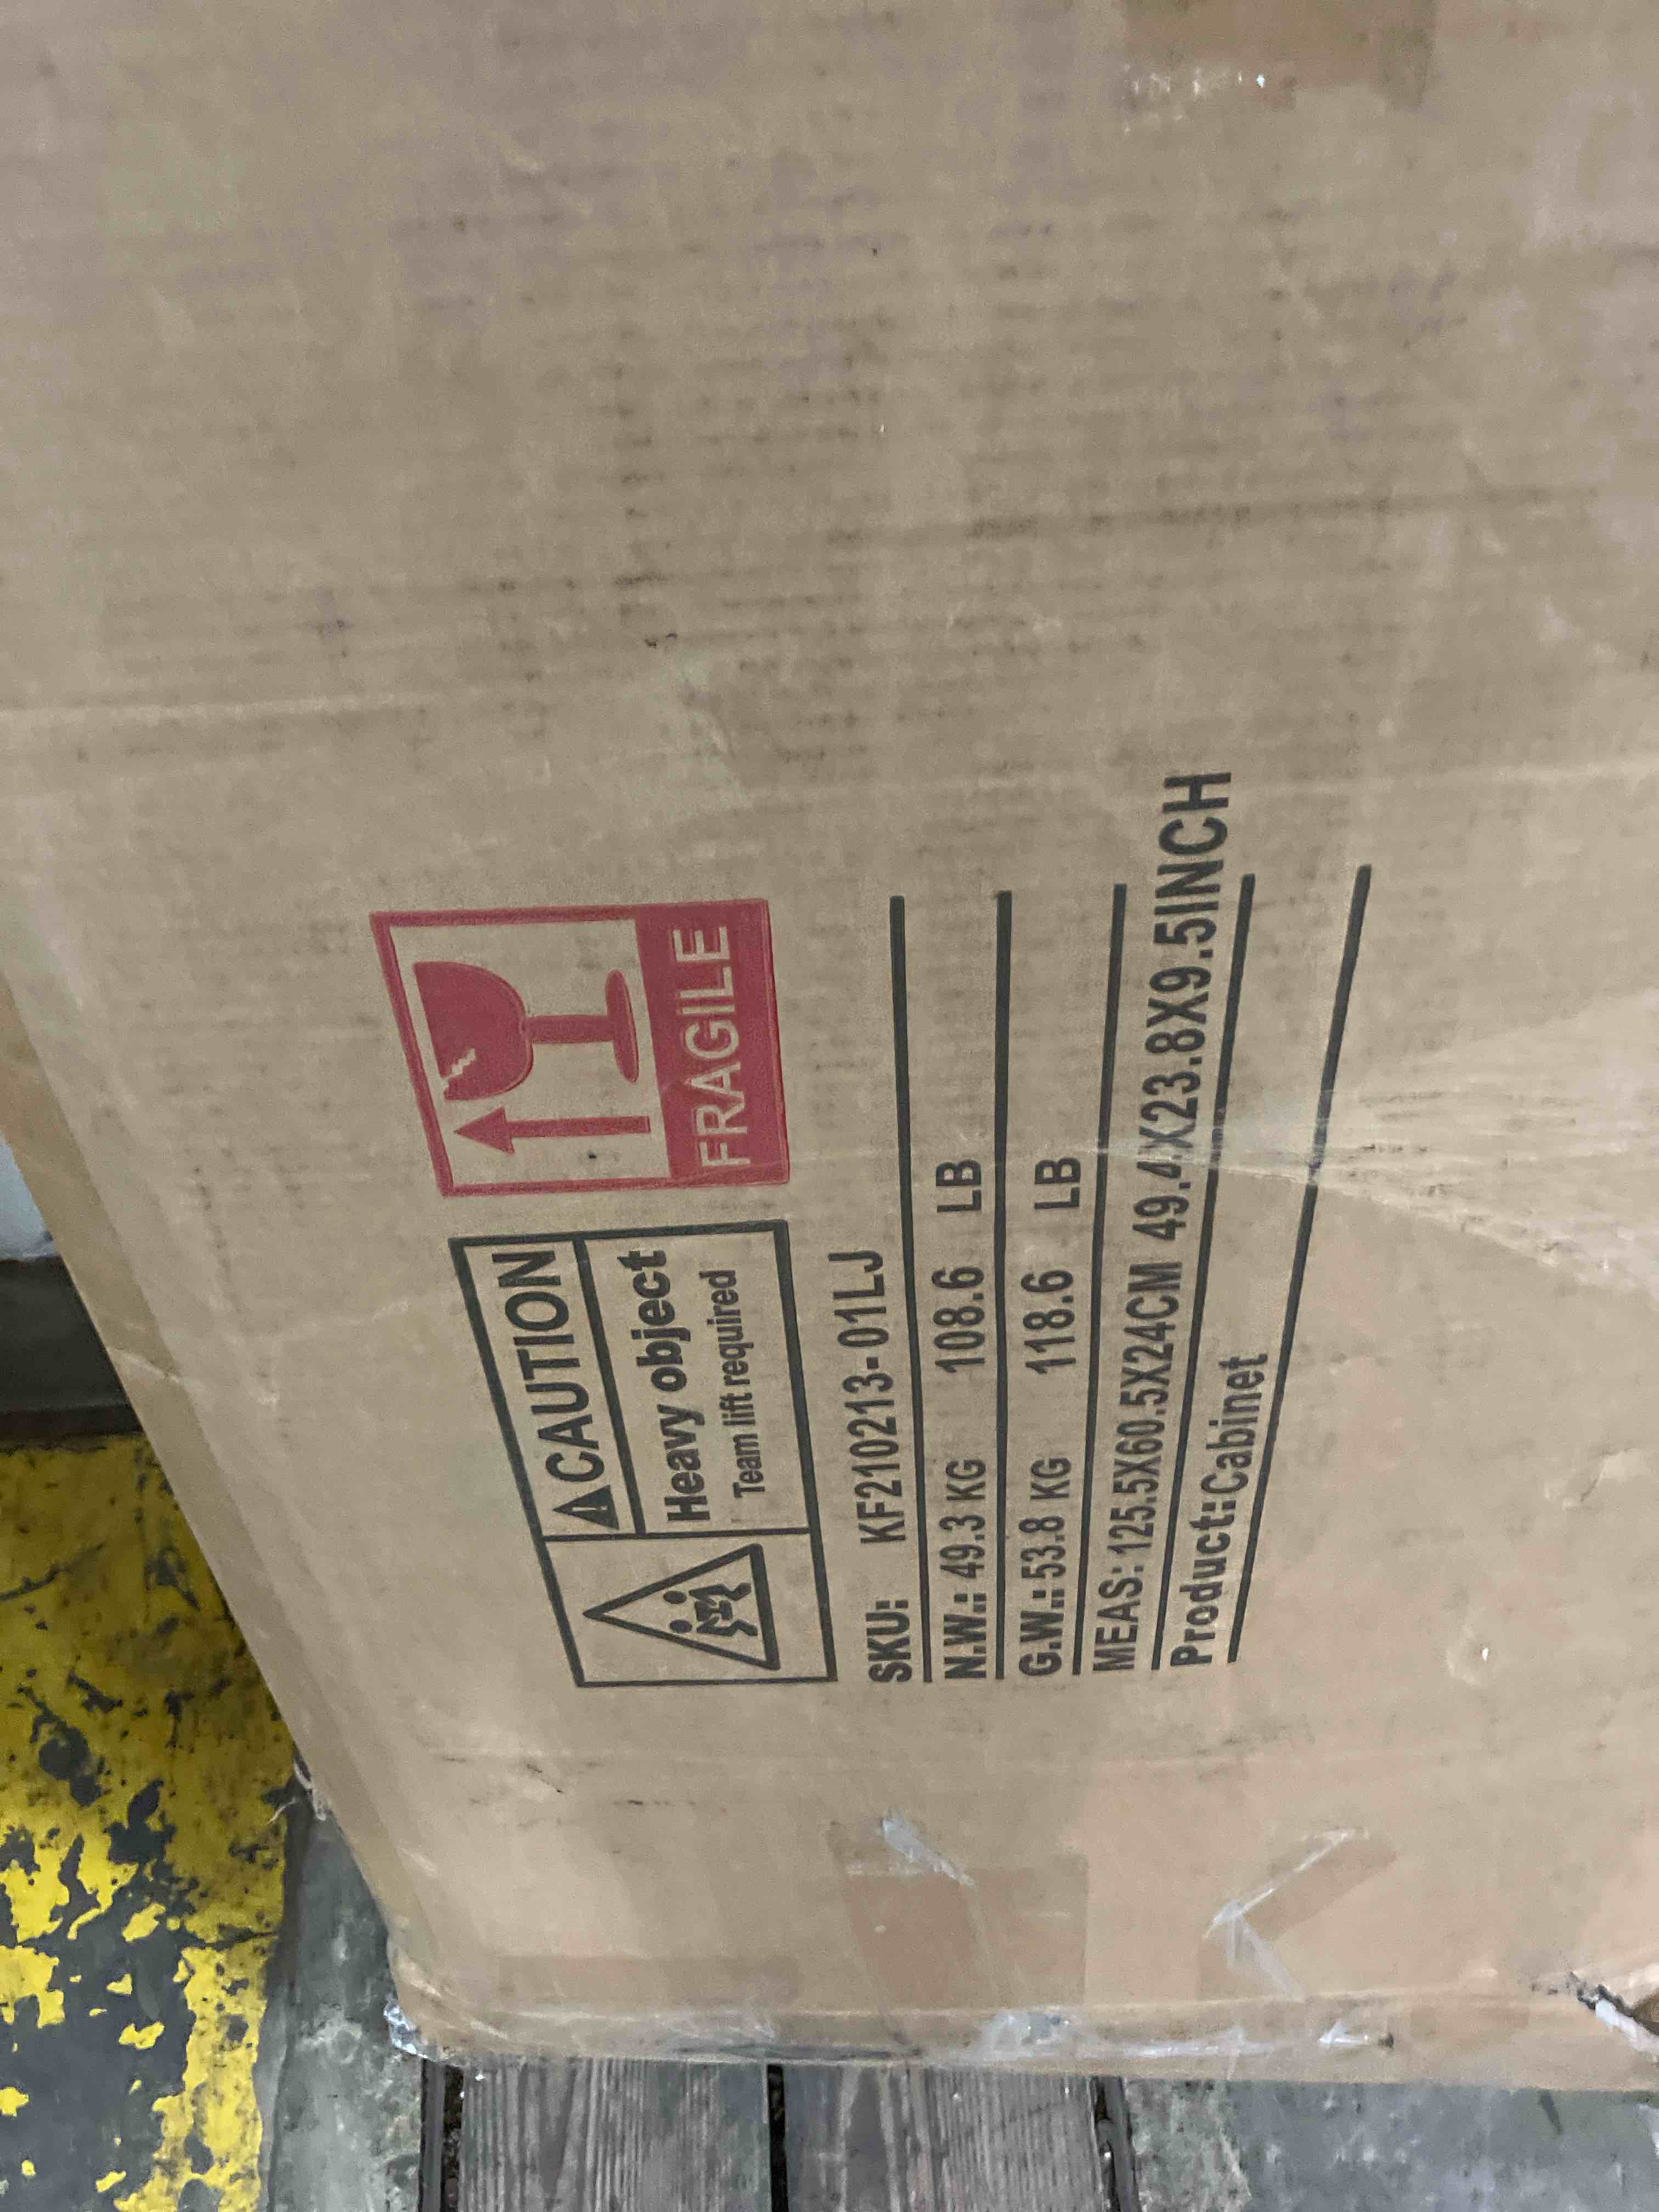 CAUTION
Heavy object
Team lift required
FRAGILE
SKU: KF210213-01LJ
N.W.: 49.3 KG 108.6 LB
G.W.: 53.8 KG 118.6 LB
MEAS: 125.5X60.5X24CM 49.4X23.8X9.5INCH
Product:Cabinet